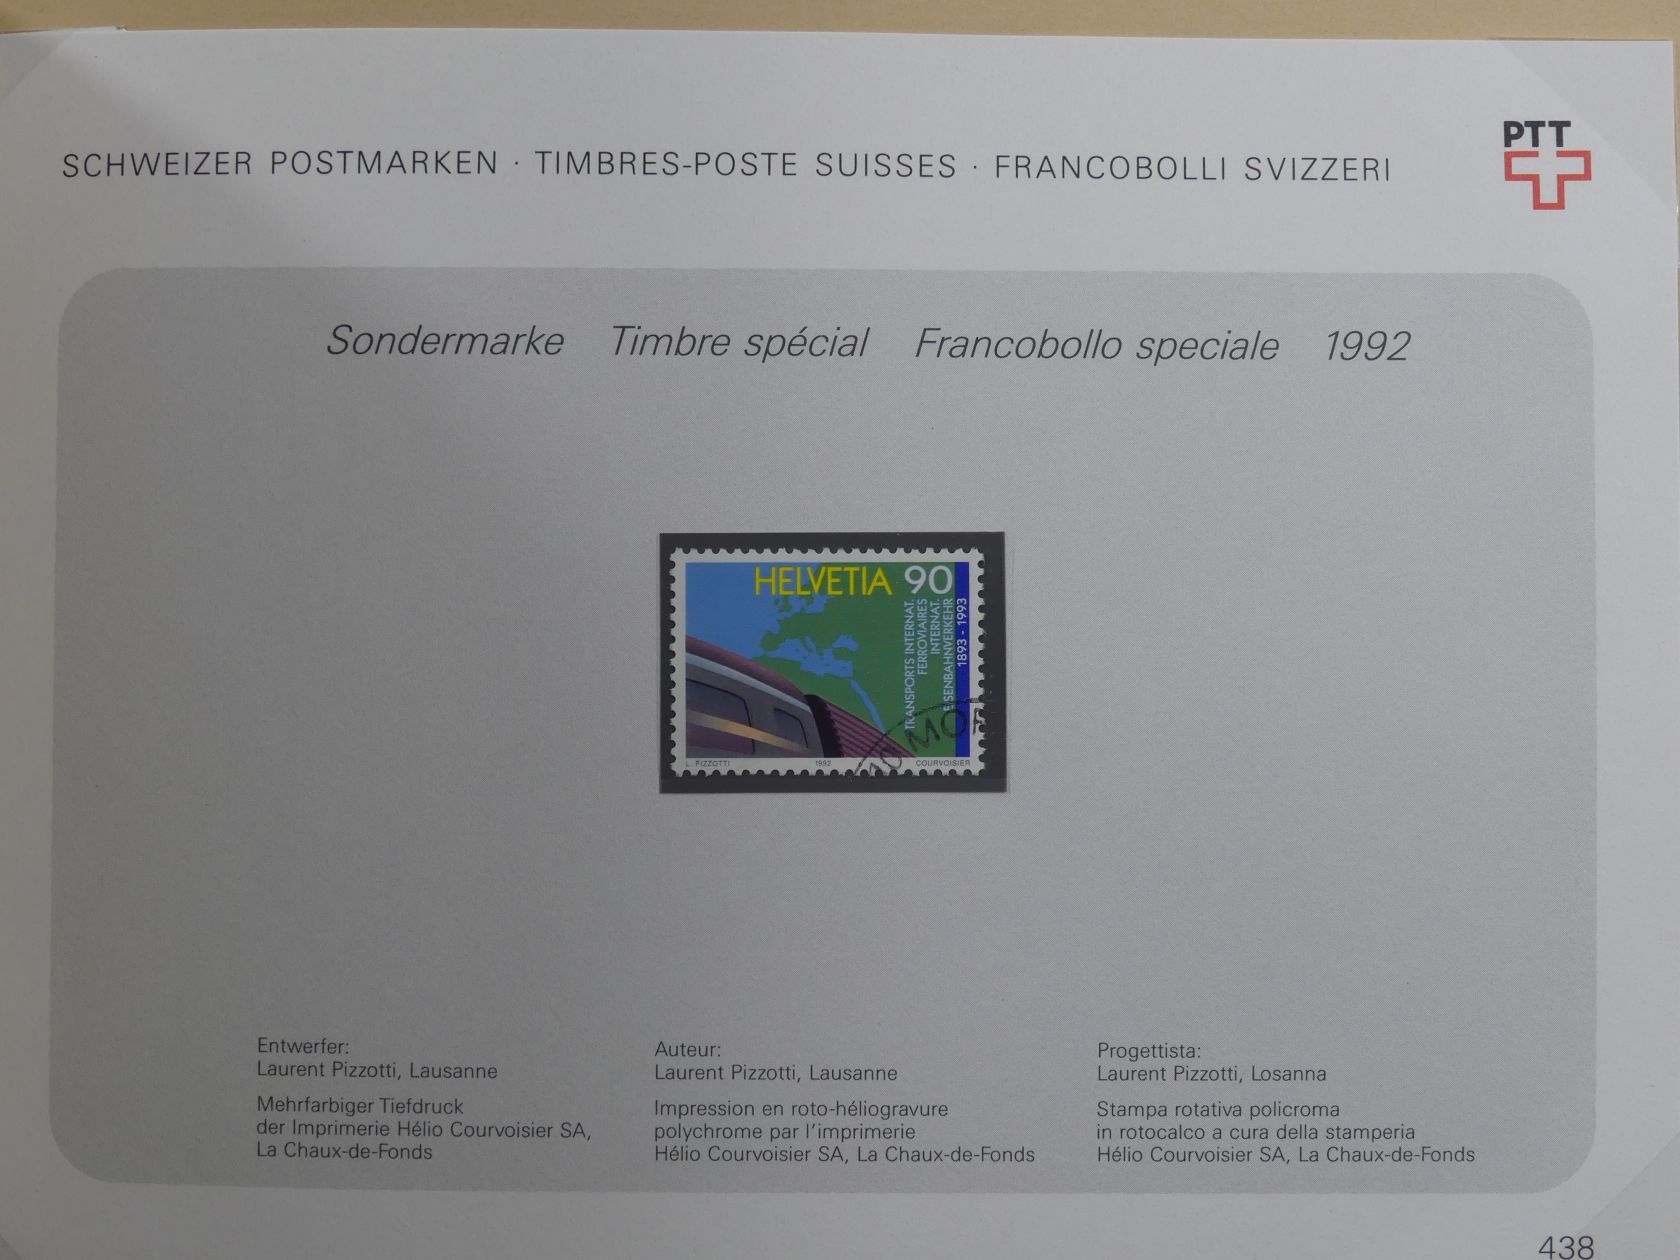 PTT
SCHWEIZER POSTMARKEN · TIMBRES-POSTE SUISSES · FRANCOBOLLI SVIZZERI
Sondermarke Timbre spécial Francobollo speciale 1992
HELVETIA 90
TRANSPORTS INTERNAT.
FERROVIAIRES
INTERNAT.
EISENBAHNVERKEHR
1893 - 1993
L. PIZZOTTI 1992 COURVOISIER
Entwerfer:
Laurent Pizzotti, Lausanne
Mehrfarbiger Tiefdruck
der Imprimerie Hélio Courvoisier SA,
La Chaux-de-Fonds
Auteur:
Laurent Pizzotti, Lausanne
Impression en roto-héliogravure
polychrome par l'imprimerie
Hélio Courvoisier SA, La Chaux-de-Fonds
Progettista:
Laurent Pizzotti, Losanna
Stampa rotativa policroma
in rotocalco a cura della stamperia
Hélio Courvoisier SA, La Chaux-de-Fonds
438